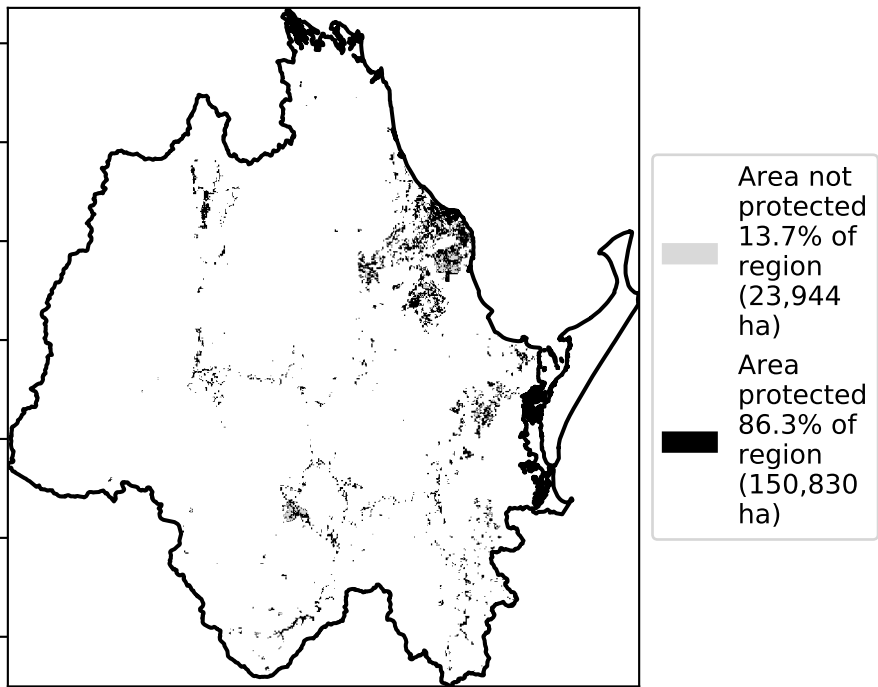 Area not
protected
13.7% of
region
(23,944
ha)
Area
protected
86.3% of
region
(150,830
ha)